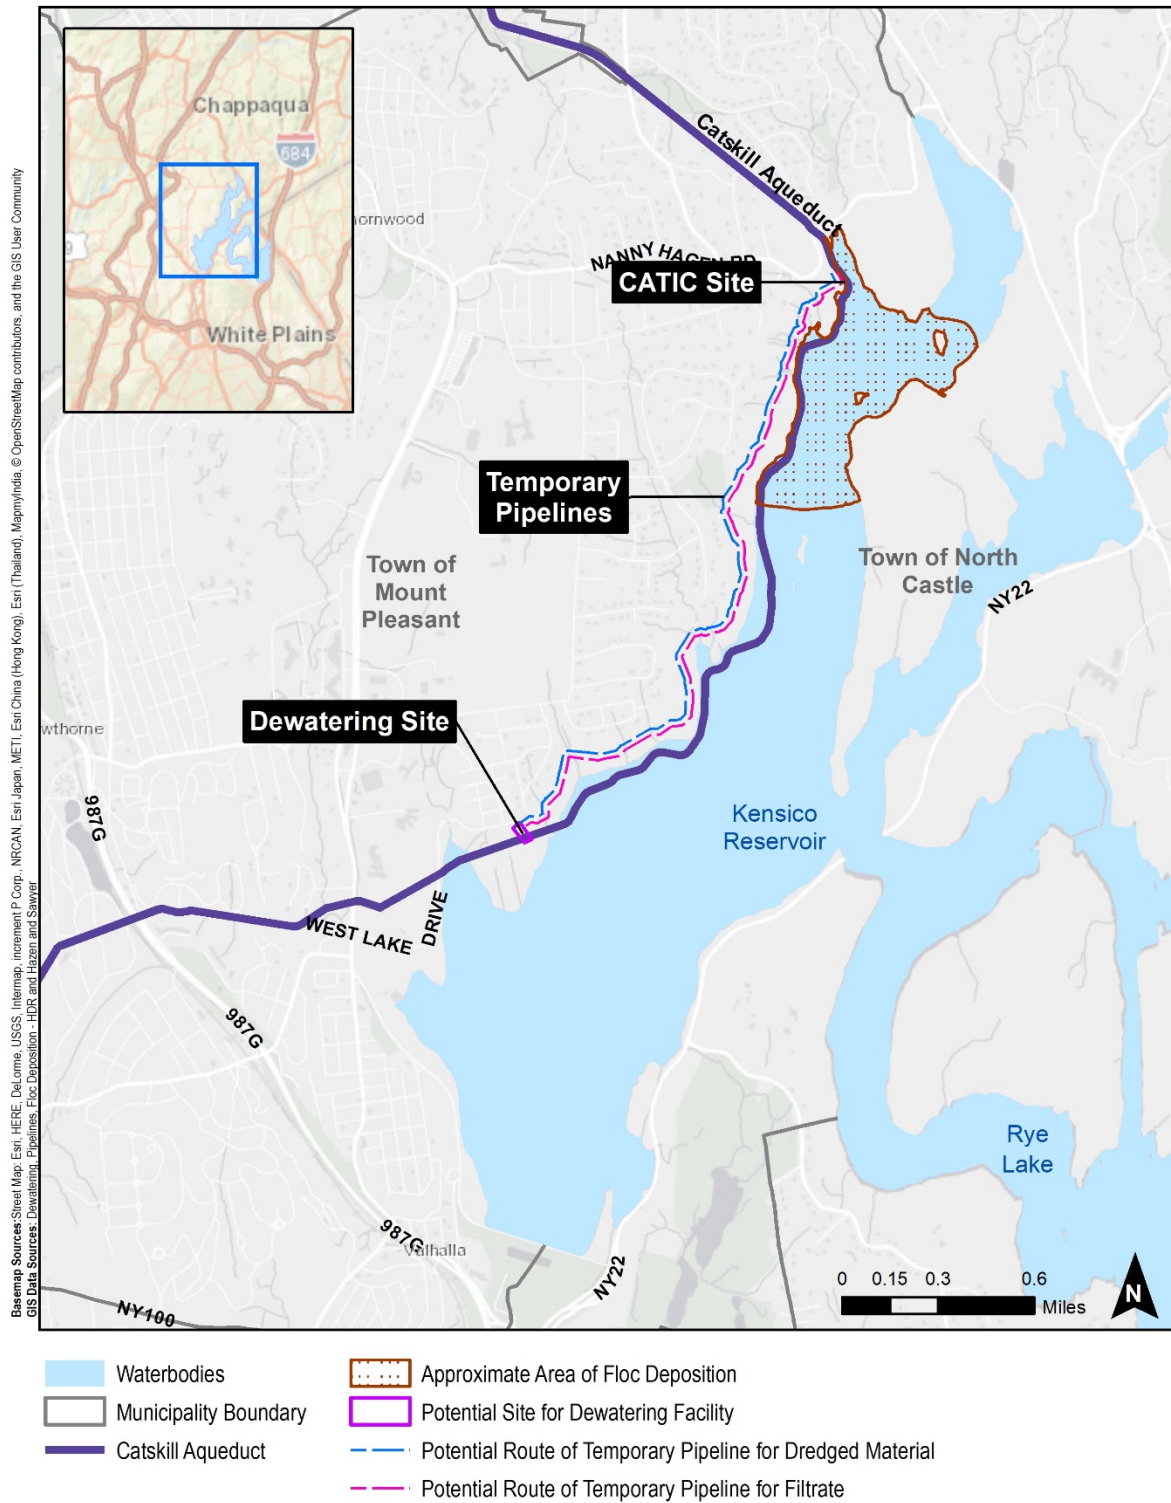 Chappaqua
684
White Plains
9
hornwood
Catskill Aqueduct
NANNY HAGEN RD
CATIC Site
Temporary
Pipelines
Town of
Mount
Pleasant
Town of North
Castle
NY22
Dewatering Site
wthorne
987G
Kensico
Reservoir
WEST LAKE
DRIVE
987G
Rye
Lake
987G
Valhalla
NY22
NY100
0 0.15 0.3 0.6
Miles
N
Basemap Sources:Street Map: Esri, HERE, DeLorme, USGS, Intermap, increment P Corp., NRCAN, Esri Japan, METI, Esri China (Hong Kong), Esri (Thailand), MapmyIndia, © OpenStreetMap contributors, and the GIS User Community
GIS Data Sources: Dewatering, Pipelines, Floc Deposition - HDR and Hazen and Sawyer
Waterbodies
Municipality Boundary
Catskill Aqueduct
Approximate Area of Floc Deposition
Potential Site for Dewatering Facility
Potential Route of Temporary Pipeline for Dredged Material
Potential Route of Temporary Pipeline for Filtrate